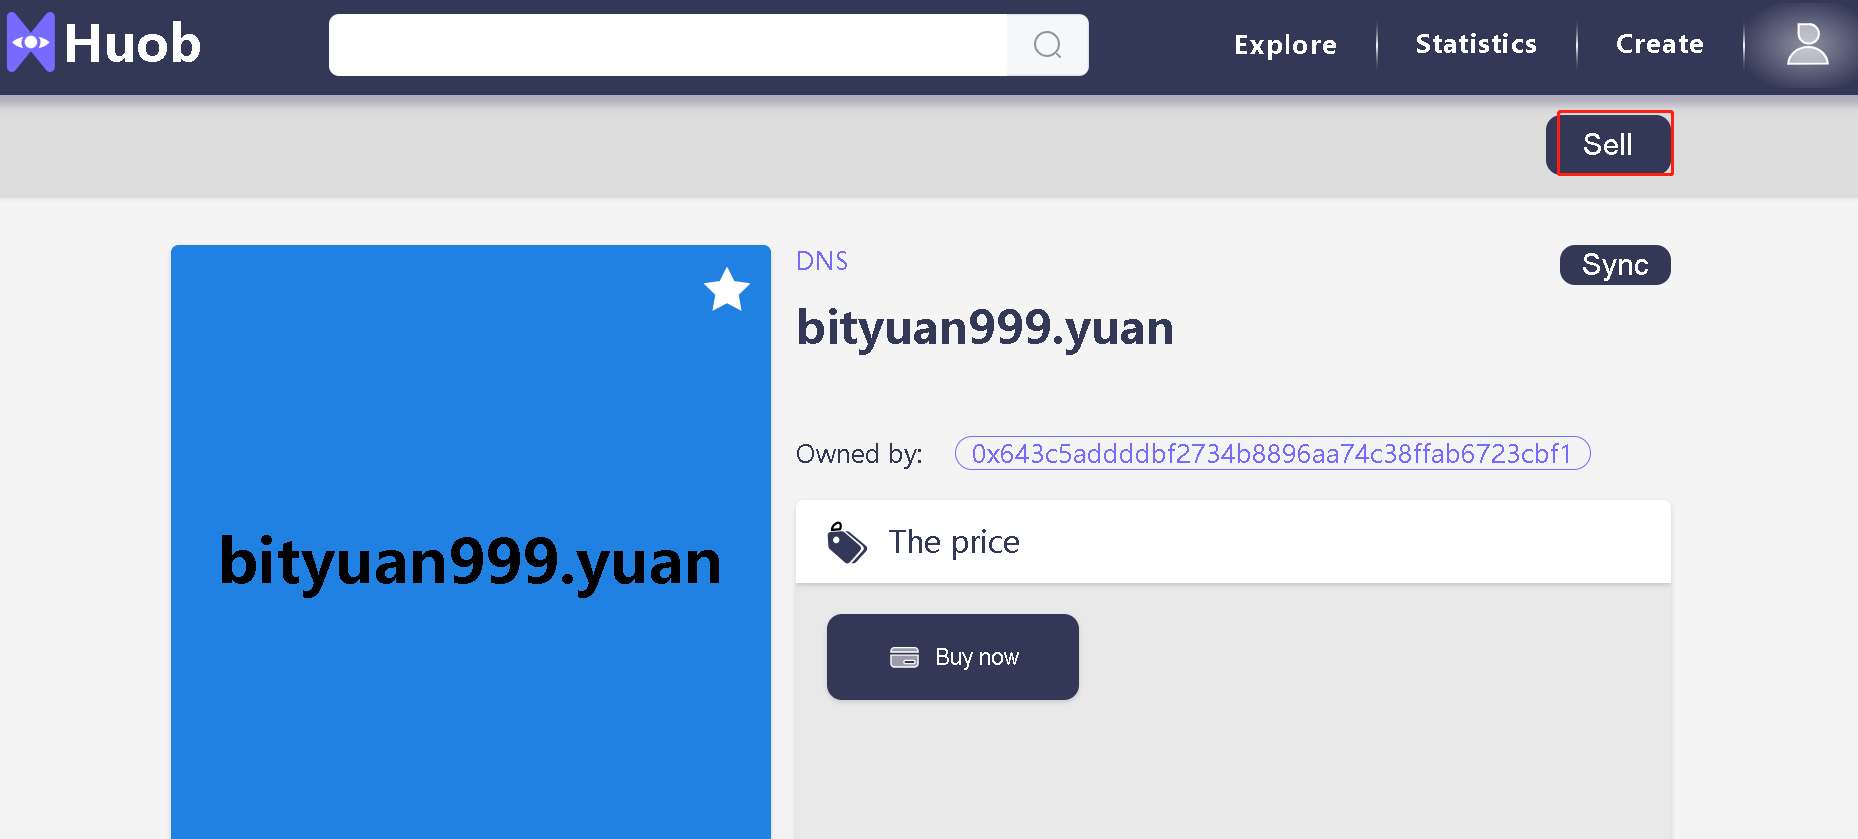 Huob
Explore
Statistics
Create
Sell
DNS
Sync
bityuan999.yuan
Owned by:
0x643c5addddbf2734b8896aa74c38ffab6723cbf1
bityuan999.yuan
The price
Buy now